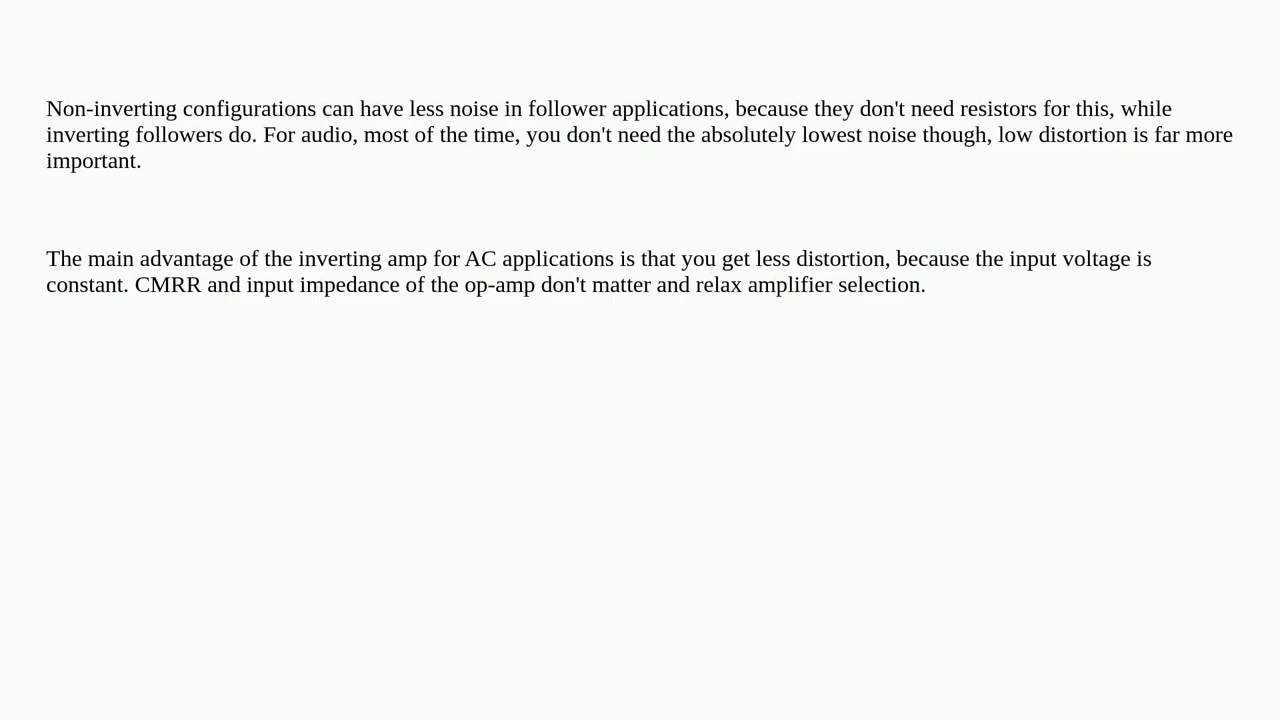 Non-inverting configurations can have less noise in follower applications, because they don't need resistors for this, while
inverting followers do. For audio, most of the time, you don't need the absolutely lowest noise though, low distortion is far more
important.
The main advantage of the inverting amp for AC applications is that you get less distortion, because the input voltage is
constant. CMRR and input impedance of the op-amp don't matter and relax amplifier selection.